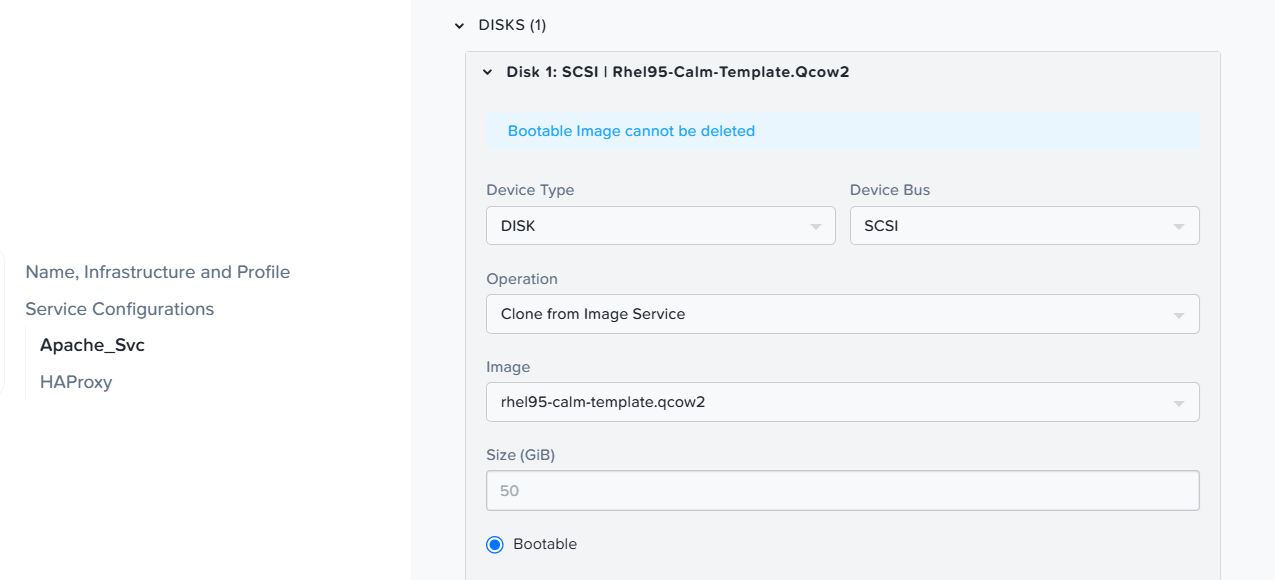 DISKS (1)
Disk 1: SCSI | Rhel95-Calm-Template.Qcow2
Bootable Image cannot be deleted
Device Type
Device Bus
DISK
SCSI
Name, Infrastructure and Profile
Operation
Service Configurations
Clone from Image Service
Apache_Svc
Image
HAProxy
rhel95-calm-template.qcow2
Size (GiB)
50
Bootable